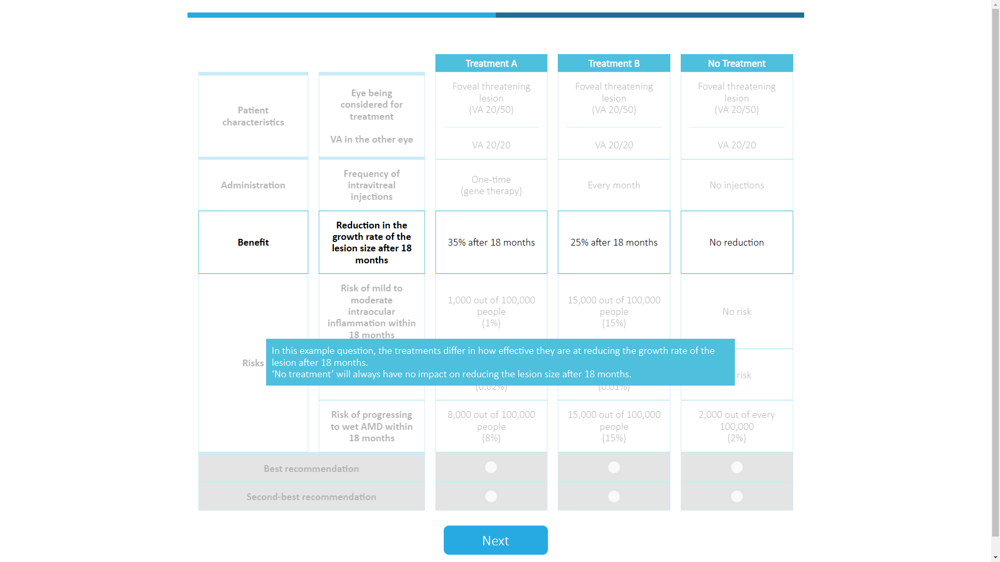 Treatment A
Treatment B
No Treatment
Patient
characteristics
Eye being
considered for
treatment
VA in the other eye
Foveal threatening
lesion
(VA 20/50)
VA 20/20
Foveal threatening
lesion
(VA 20/50)
VA 20/20
Foveal threatening
lesion
(VA 20/50)
VA 20/20
Administration
Frequency of
intravitreal
injections
One-time
(gene therapy)
Every month
No injections
Benefit
Reduction in the
growth rate of the
lesion size after 18
months
35% after 18 months
25% after 18 months
No reduction
Risks
Risk of mild to
moderate
intraocular
inflammation within
18 months
1,000 out of 100,000
people
(1%)
15,000 out of 100,000
people
(15%)
No risk
In this example question, the treatments differ in how effective they are at reducing the growth rate of the
lesion after 18 months.
‘No treatment’ will always have no impact on reducing the lesion size after 18 months.
(0.02%)
(0.01%)
risk
Risk of progressing
to wet AMD within
18 months
8,000 out of 100,000
people
(8%)
15,000 out of 100,000
people
(15%)
2,000 out of every
100,000
(2%)
Best recommendation
Second-best recommendation
Next